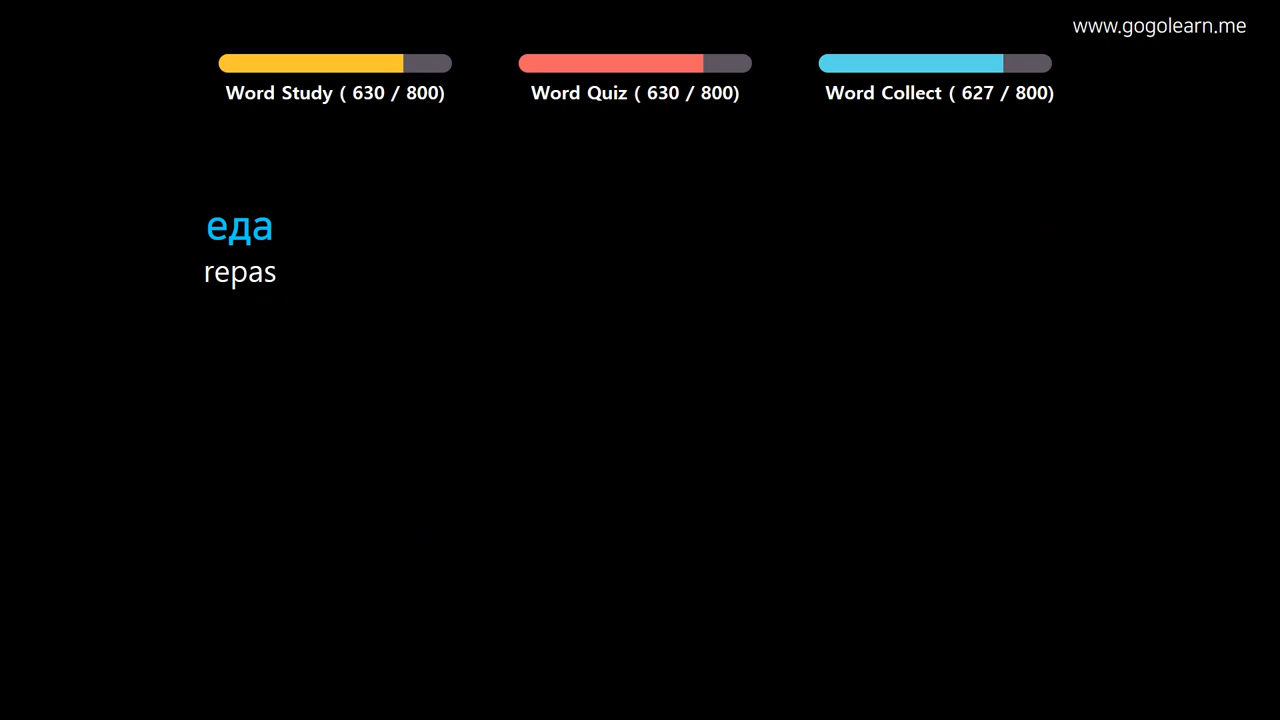 www.gogolearn.me
Word Study ( 630 / 800)
Word Quiz ( 630 / 800)
Word Collect ( 627 / 800)
еда
repas